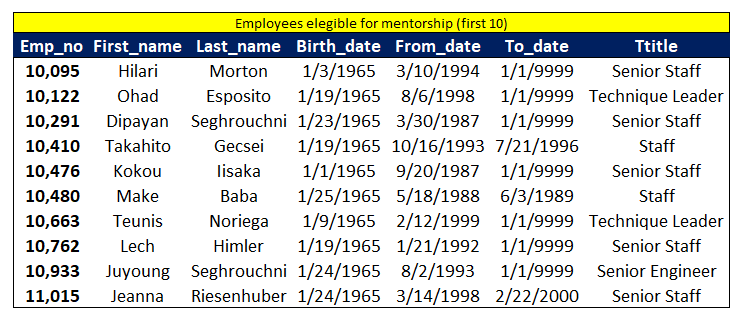 Employees elegible for mentorship (first 10)
Emp_no First_name Last_name Birth_date From_date To_date Ttitle
10,095 Hilari Morton 1/3/1965 3/10/1994 1/1/9999 Senior Staff
10,122 Ohad Esposito 1/19/1965 8/6/1998 1/1/9999 Technique Leader
10,291 Dipayan Seghrouchni 1/23/1965 3/30/1987 1/1/9999 Senior Staff
10,410 Takahito Gecsei 1/19/1965 10/16/1993 7/21/1996 Staff
10,476 Kokou Iisaka 1/1/1965 9/20/1987 1/1/9999 Senior Staff
10,480 Make Baba 1/25/1965 5/18/1988 6/3/1989 Staff
10,663 Teunis Noriega 1/9/1965 2/12/1999 1/1/9999 Technique Leader
10,762 Lech Himler 1/19/1965 1/21/1992 1/1/9999 Senior Staff
10,933 Juyoung Seghrouchni 1/24/1965 8/2/1993 1/1/9999 Senior Engineer
11,015 Jeanna Riesenhuber 1/24/1965 3/14/1998 2/22/2000 Senior Staff